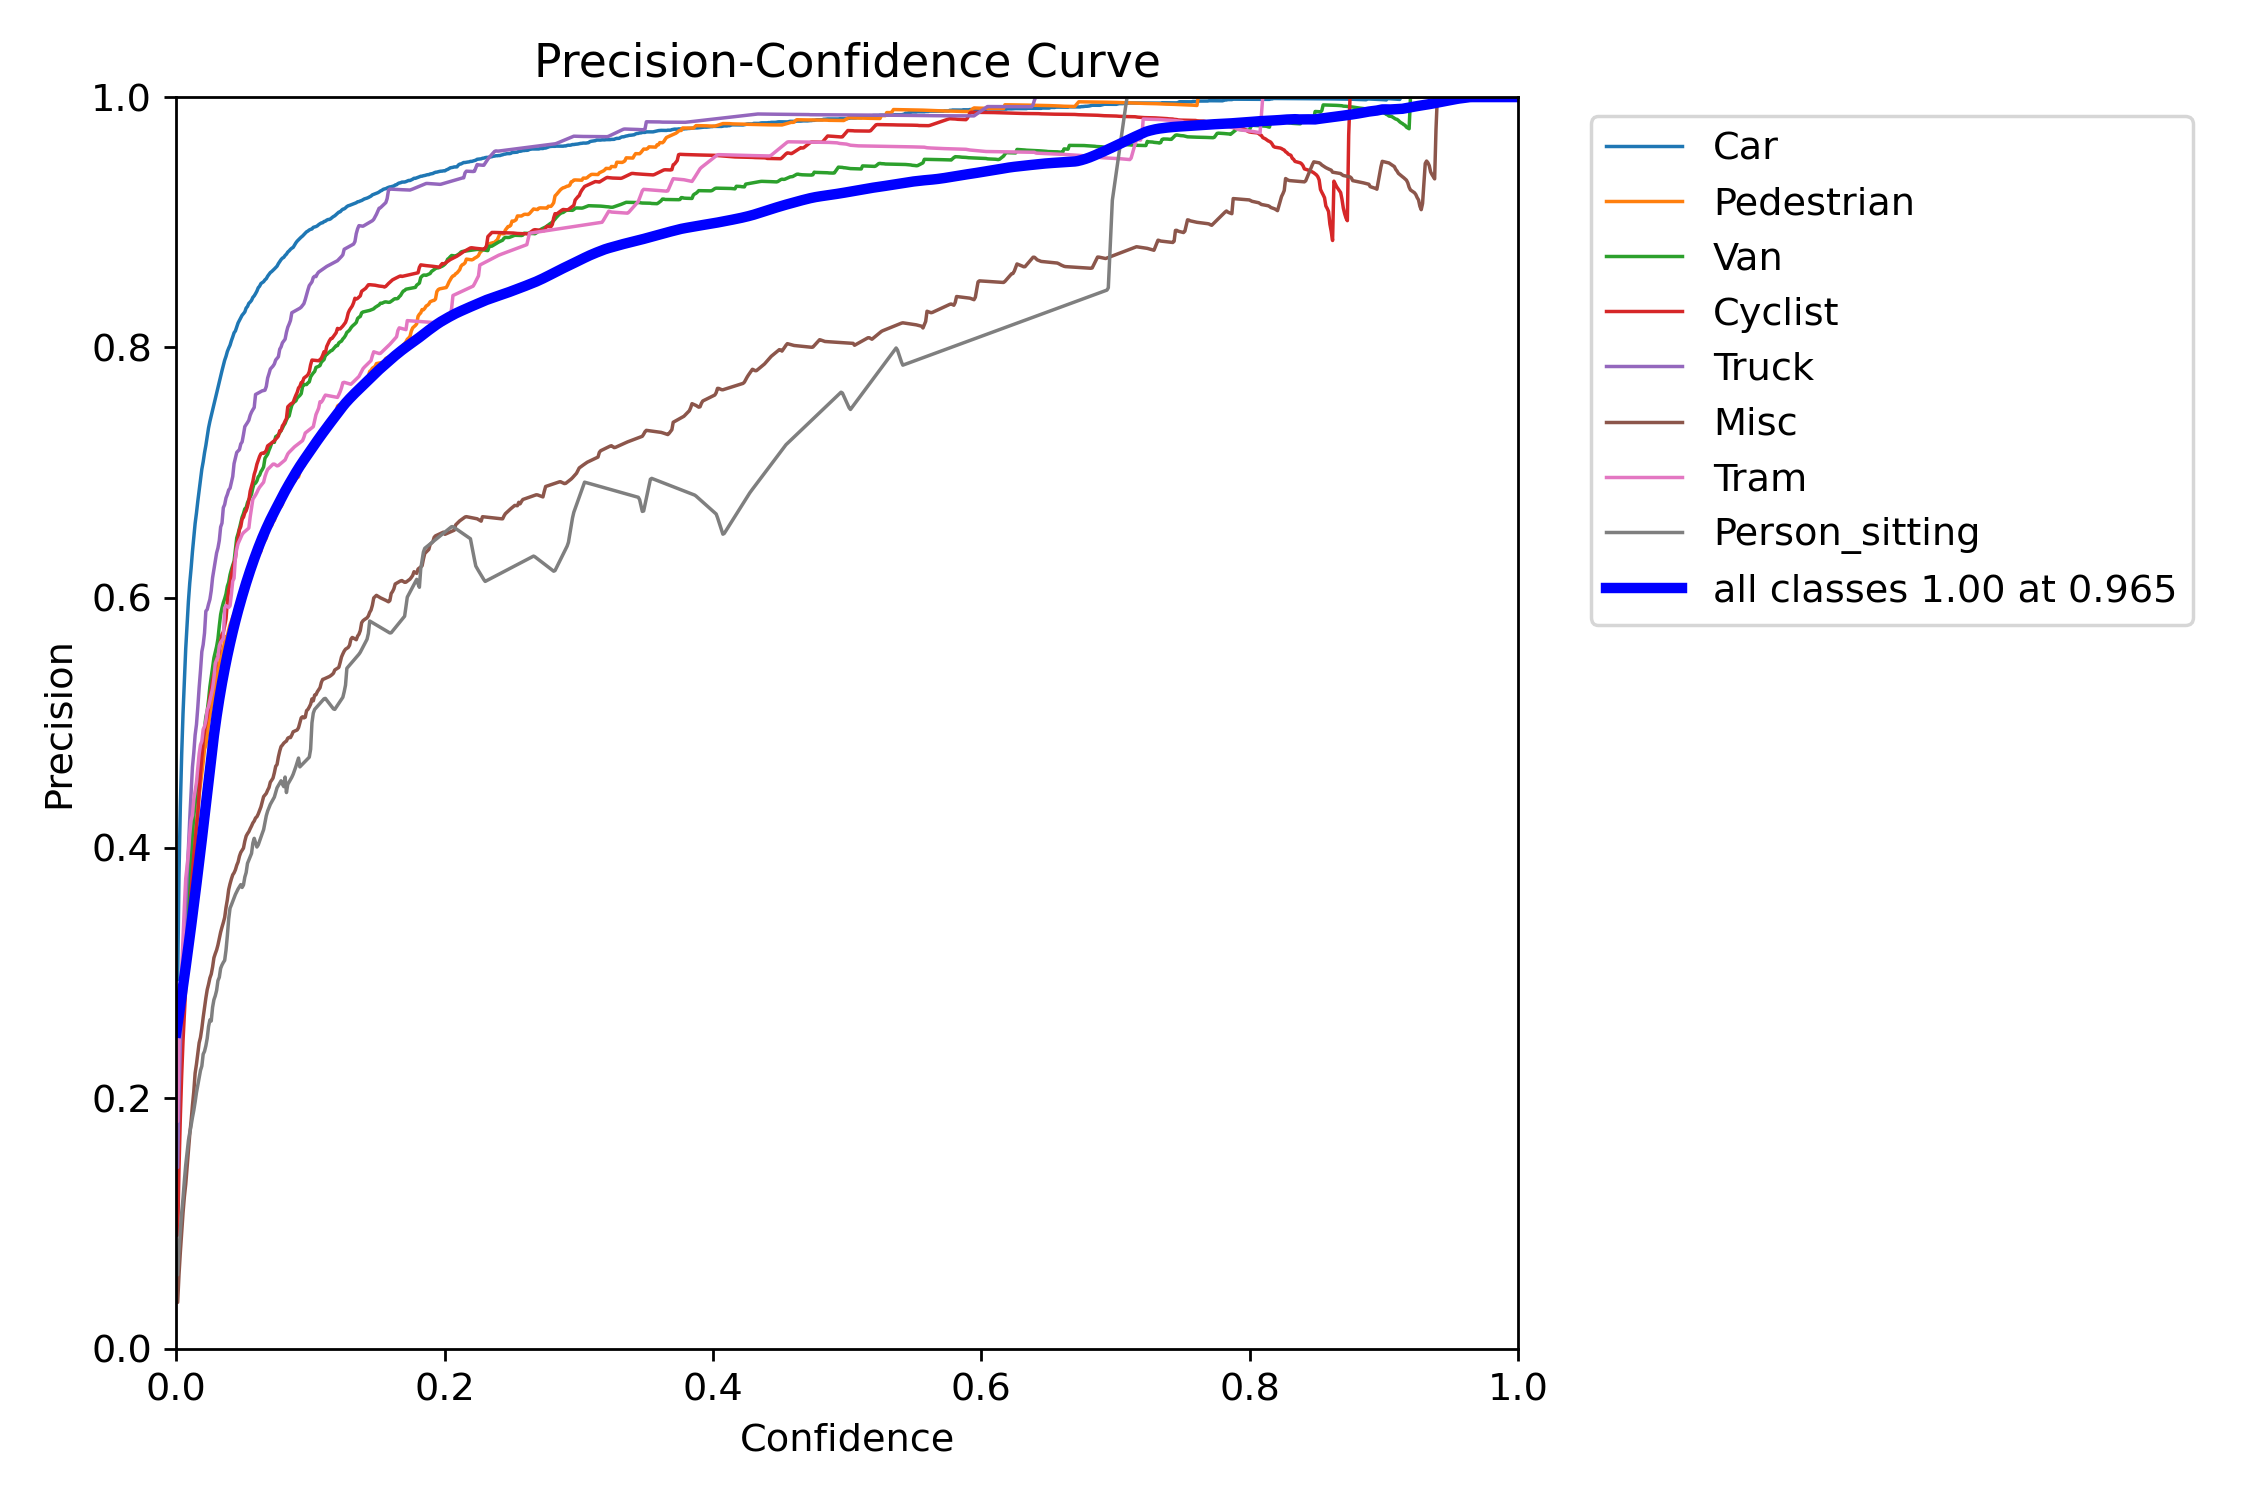 Precision-Confidence Curve
1.0
0.8
0.6
0.4
0.2
0.0
Precision
0.0 0.2 0.4 0.6 0.8 1.0
Confidence
Car
Pedestrian
Van
Cyclist
Truck
Misc
Tram
Person_sitting
all classes 1.00 at 0.965